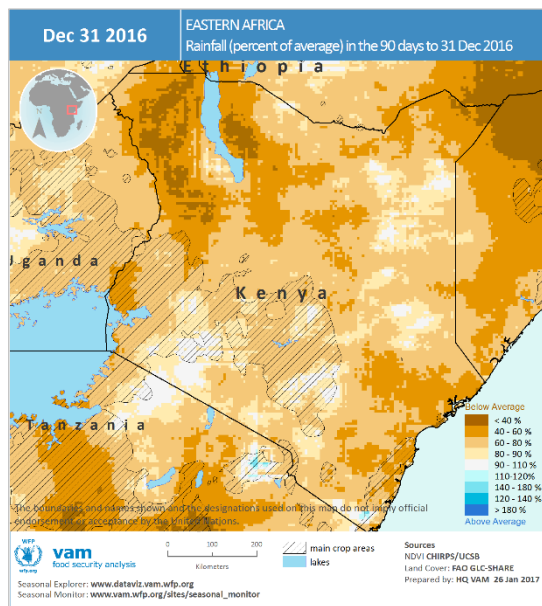 Dec 31 2016
EASTERN AFRICA
Rainfall (percent of average) in the 90 days to 31 Dec 2016
Ethiopia
Uganda
Kenya
Tanzania
Below Average
< 40 %
40 - 60 %
60 - 80 %
80 - 90 %
90 - 110 %
110-120%
140 - 180 %
120 - 140 %
> 180 %
Above Average
The boundaries and names shown and the designations used on this map do not imply official
endorsement or acceptance by the United Nations.
WFP
wfp.org
vam
food security analysis
0 50 100 200
Kilometers
main crop areas
lakes
Sources
NDVI CHIRPS/UCSB
Land Cover: FAO GLC-SHARE
Prepared by: HQ VAM 26 Jan 2017
Seasonal Explorer: www.dataviz.vam.wfp.org
Seasonal Monitor: www.vam.wfp.org/sites/seasonal_monitor